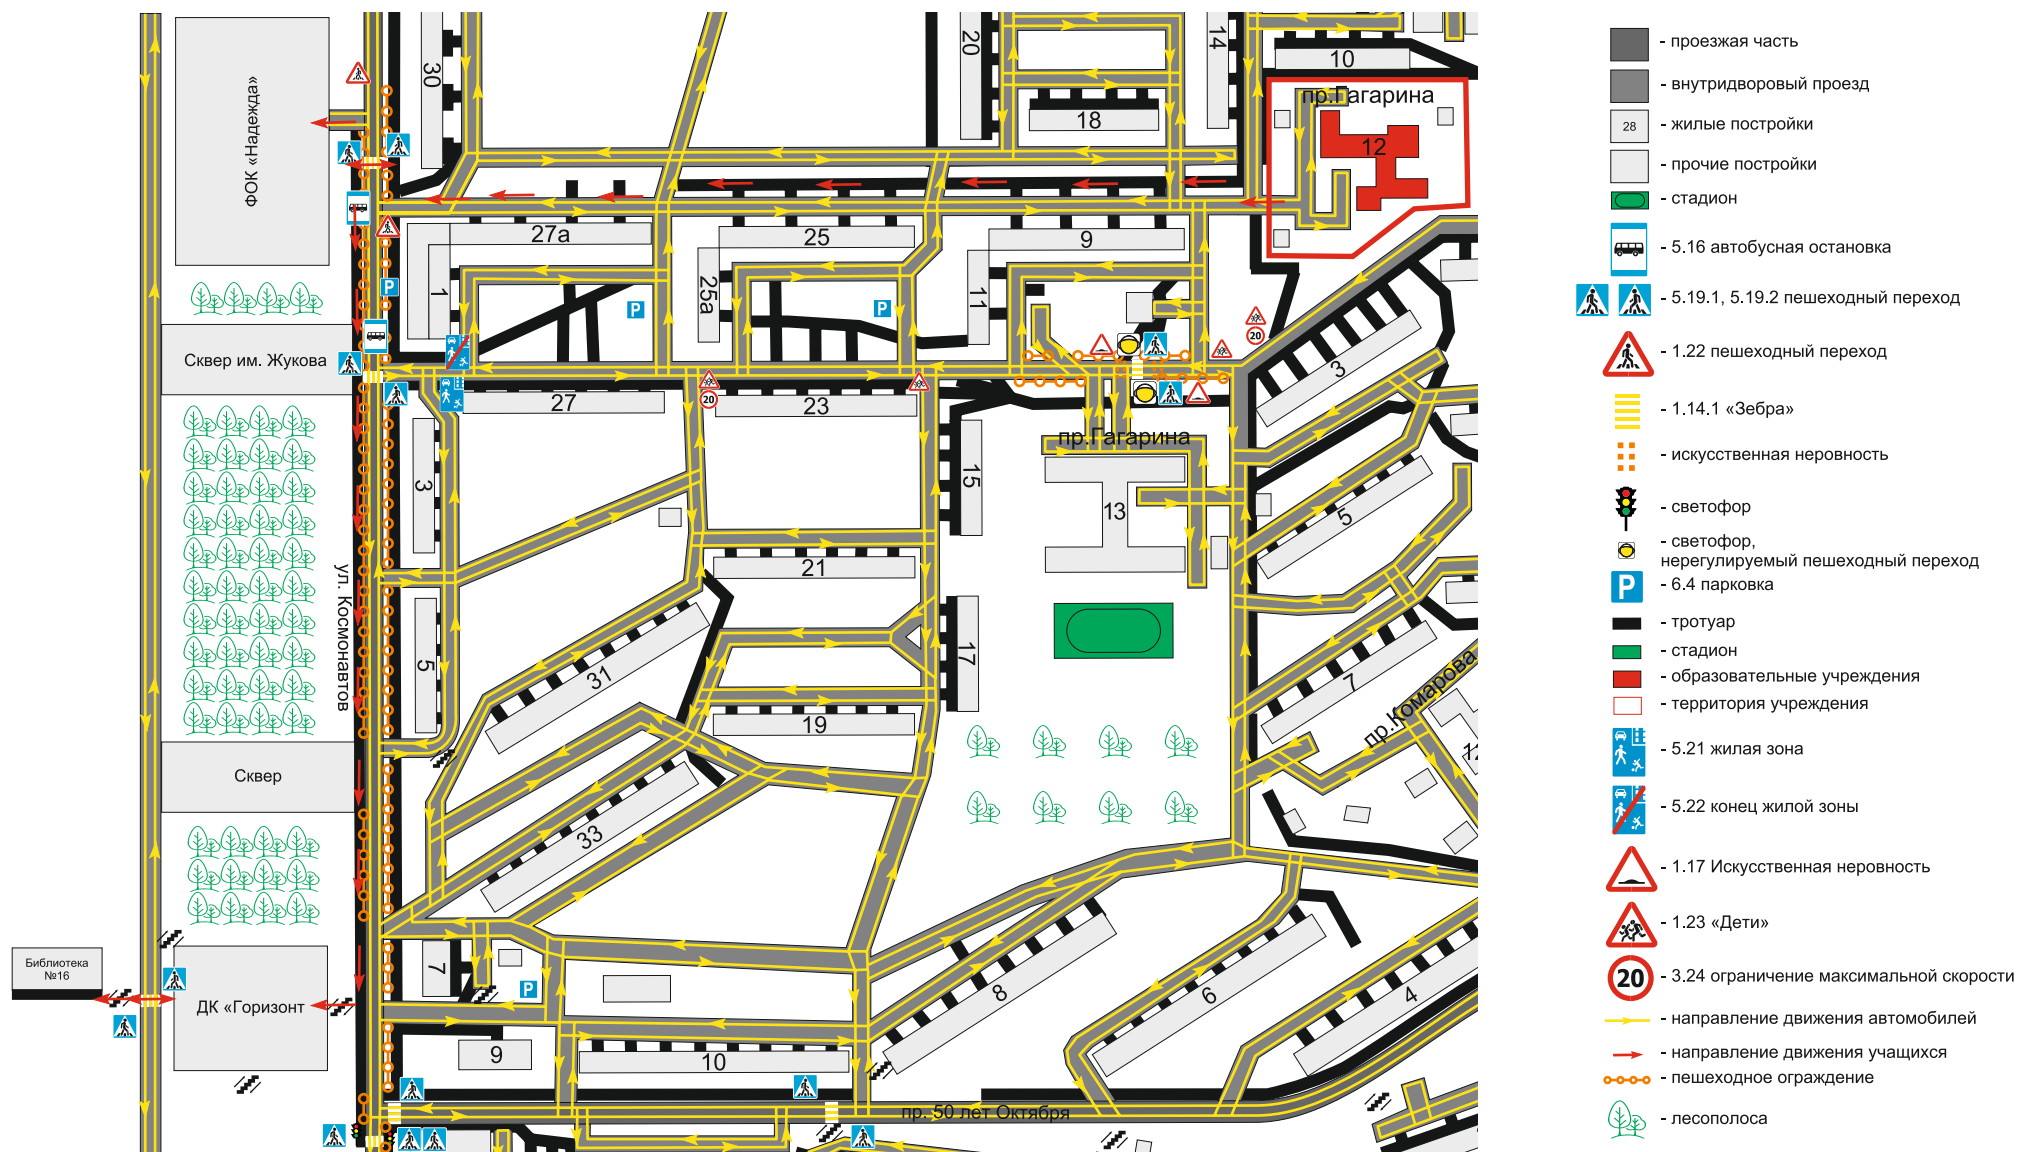 30
20
14
10
пр.Гагарина
18
12
ФОК «Надежда»
27а
25
9
1
25а
11
P
P
P
20
Сквер им. Жукова
27
23
20
3
пр.Гагарина
3
15
13
5
21
ул. Космонавтов
5
31
17
19
7
пр.Комарова
Сквер
33
12
Библиотека
№16
ДК «Горизонт
7
P
8
6
4
9
10
пр. 50 лет Октября
- проезжая часть
- внутридворовый проезд
28
- жилые постройки
- прочие постройки
- стадион
- 5.16 автобусная остановка
- 5.19.1, 5.19.2 пешеходный переход
- 1.22 пешеходный переход
- 1.14.1 «Зебра»
- искусственная неровность
- светофор
- светофор,
нерегулируемый пешеходный переход
P
- 6.4 парковка
- тротуар
- стадион
- образовательные учреждения
- территория учреждения
- 5.21 жилая зона
- 5.22 конец жилой зоны
- 1.17 Искусственная неровность
- 1.23 «Дети»
20
- 3.24 ограничение максимальной скорости
- направление движения автомобилей
- направление движения учащихся
- пешеходное ограждение
- лесополоса